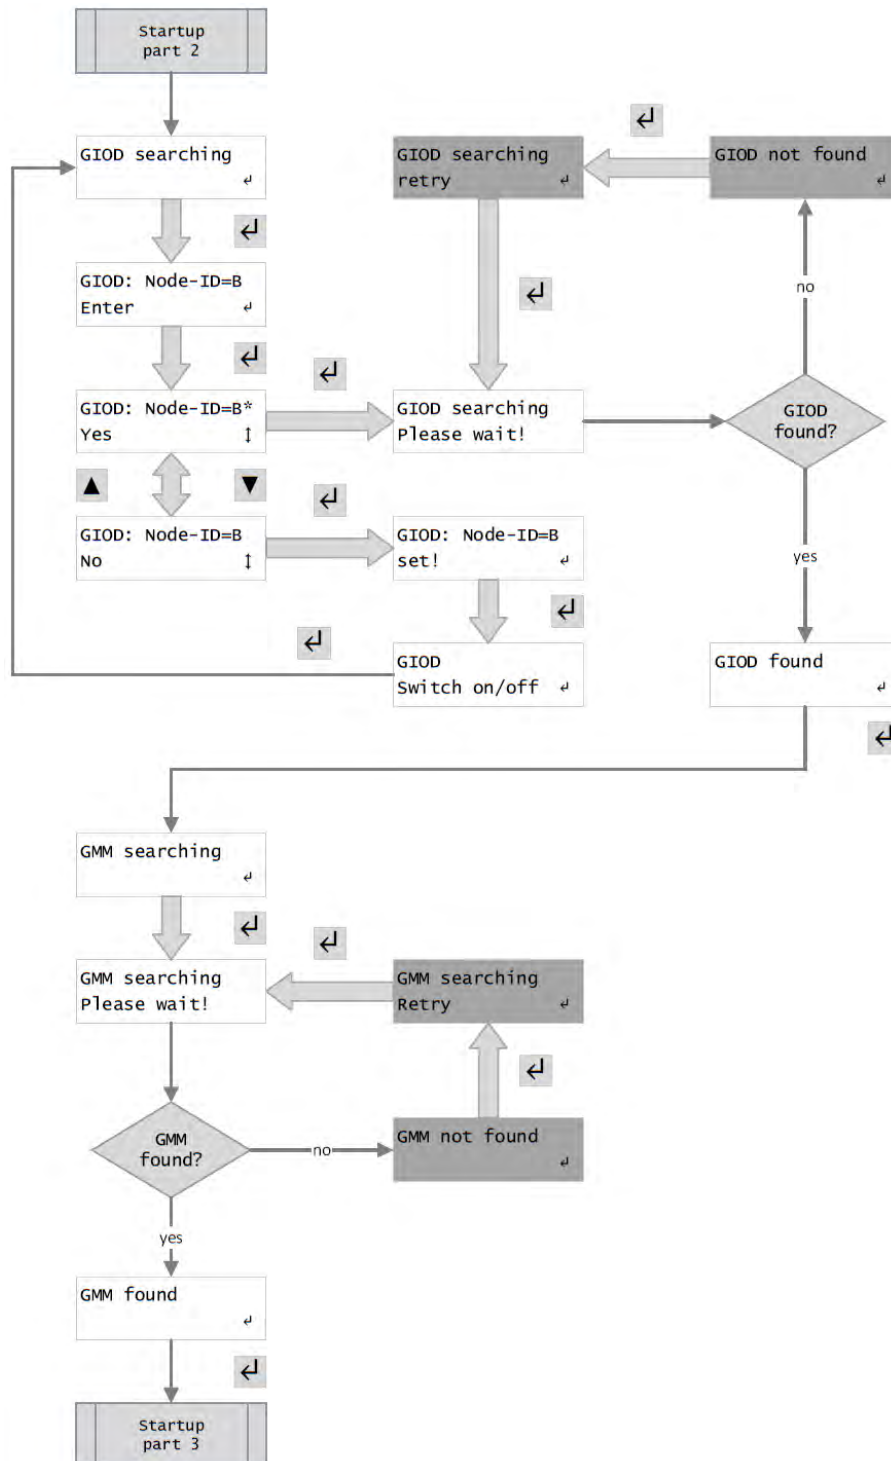 Startup
part 2
GIOD searching
↵
↵
GIOD: Node-ID=B
Enter ↵
↵
GIOD: Node-ID=B*
Yes ↕
↵
▲ ▼
GIOD: Node-ID=B
No ↕
↵
GIOD: Node-ID=B
set! ↵
↵
GIOD
Switch on/off ↵
↵
GIOD searching
retry ↵
↵
GIOD not found
↵
↵
GIOD searching
Please wait!
GIOD
found?
no
yes
GIOD found
↵
↵
GMM searching
↵
↵
GMM searching
Please wait!
↵
GMM searching
Retry ↵
↵
GMM
found?
no
GMM not found
↵
yes
GMM found
↵
↵
Startup
part 3